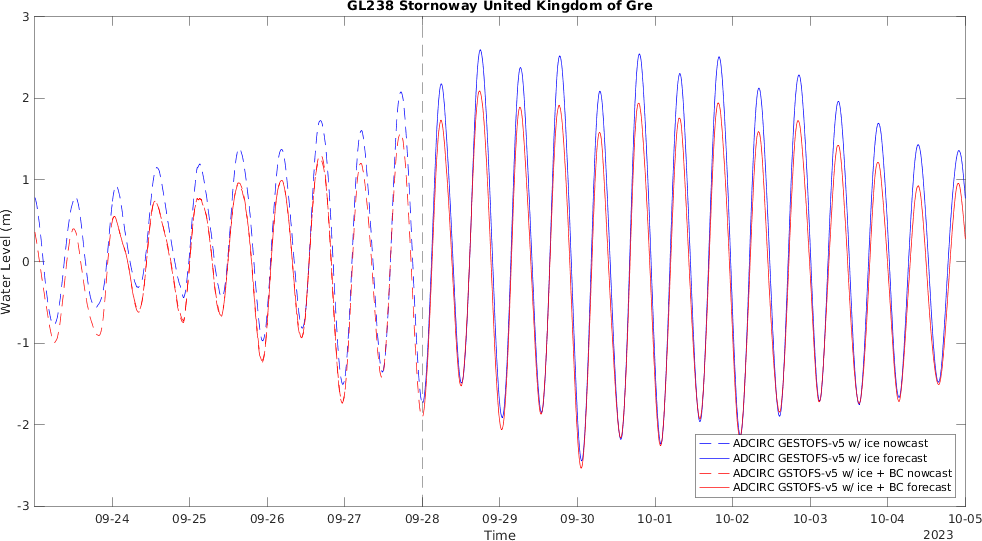 GL238 Stornoway United Kingdom of Gre
Water Level (m)
3
2
1
0
-1
-2
-3
09-24 09-25 09-26 09-27 09-28 09-29 09-30 10-01 10-02 10-03 10-04 10-05
Time
2023
ADCIRC GESTOFS-v5 w/ ice nowcast
ADCIRC GESTOFS-v5 w/ ice forecast
ADCIRC GSTOFS-v5 w/ ice + BC nowcast
ADCIRC GSTOFS-v5 w/ ice + BC forecast